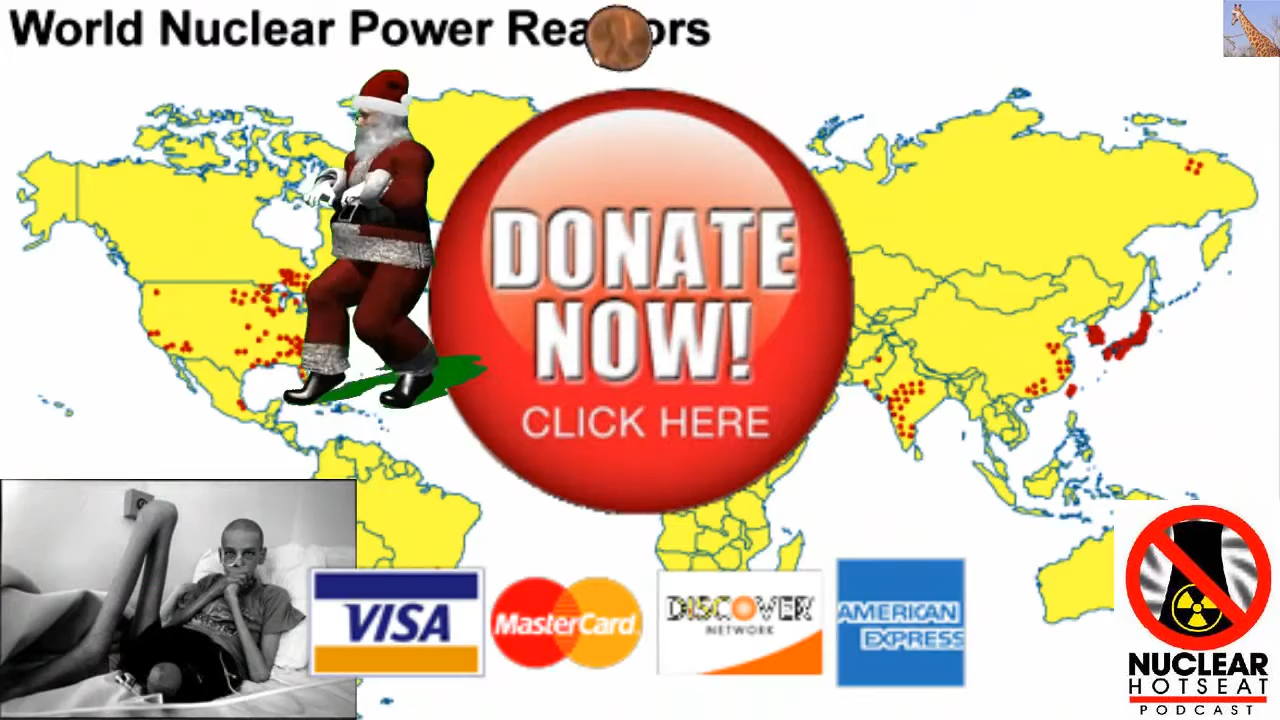 World Nuclear Power Rea ors
DONATE
NOW!
CLICK HERE
VISA
MasterCard
DISCOVER
NETWORK
AMERICAN
EXPRESS
NUCLEAR
HOTSEAT
PODCAST